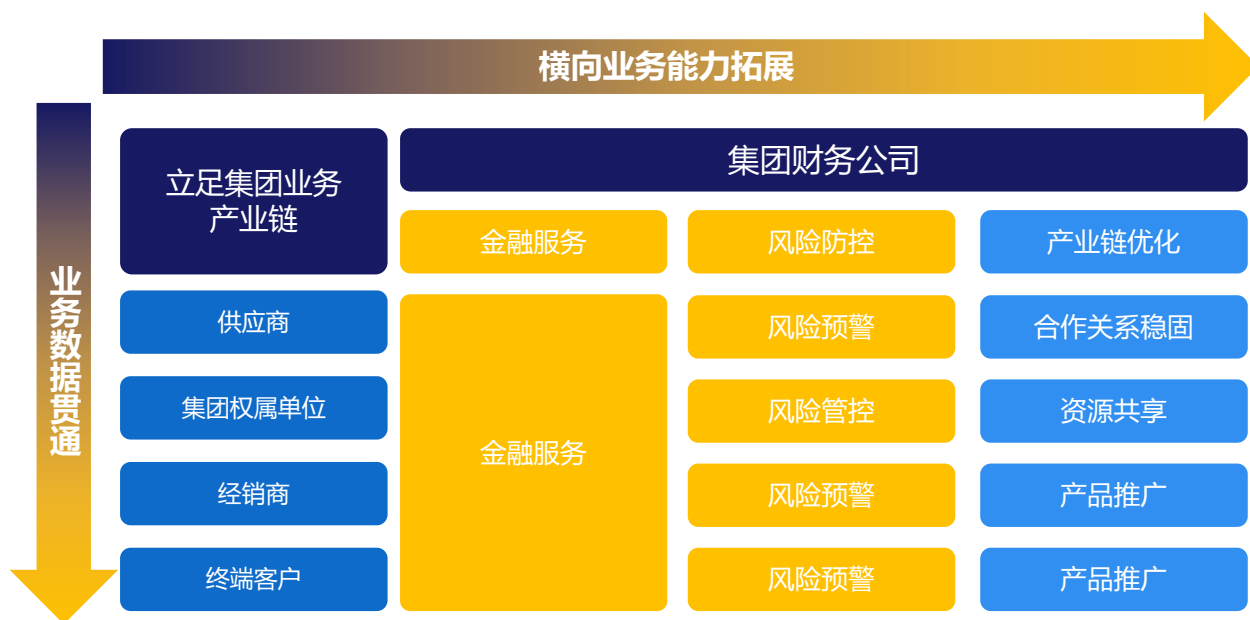 横向业务能力拓展
业务数据贯通
立足集团业务
产业链
集团财务公司
金融服务
风险防控
产业链优化
供应商
金融服务
风险预警
合作关系稳固
集团权属单位
风险管控
资源共享
经销商
风险预警
产品推广
终端客户
风险预警
产品推广